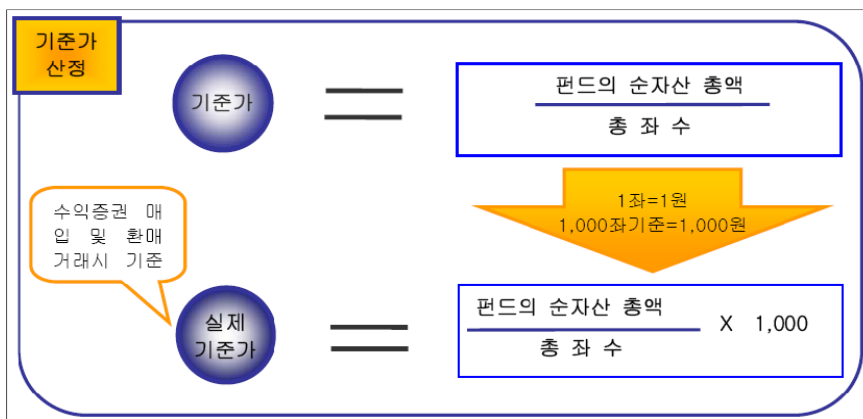 기준가
산정
기준가
펀드의 순자산 총액
총 좌 수
1좌=1원
1,000좌기준=1,000원
수익증권 매
입 및 환매
거래시 기준
실제
기준가
펀드의 순자산 총액
총 좌 수
X 1,000